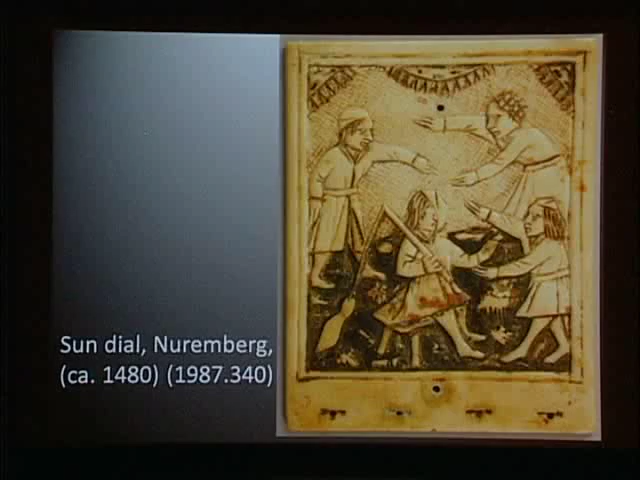 Sun dial, Nuremberg,
(ca. 1480) (1987.340)